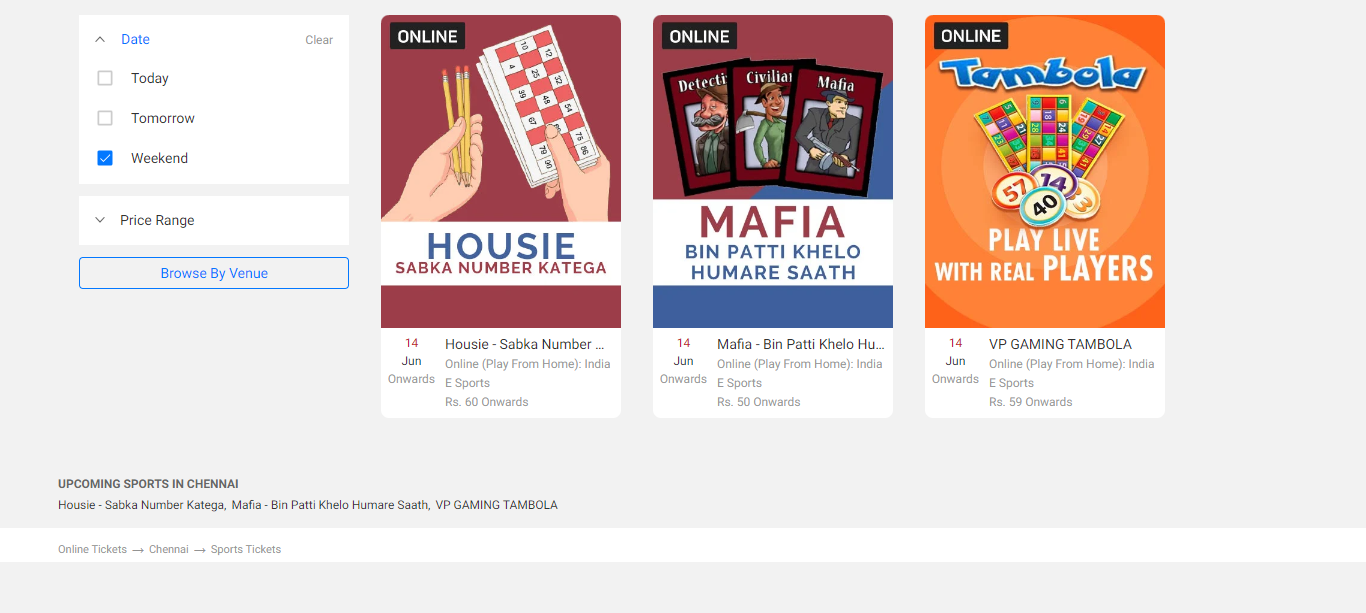 Date
Clear
Today
Tomorrow
Weekend
Price Range
Browse By Venue
ONLINE
HOUSIE
SABKA NUMBER KATEGA
14
Jun
Onwards
Housie - Sabka Number ...
Online (Play From Home): India
E Sports
Rs. 60 Onwards
ONLINE
Civilian
Mafia
MAFIA
BIN PATTI KHELO
HUMARE SAATH
14
Jun
Onwards
Mafia - Bin Patti Khelo Hu...
Online (Play From Home): India
E Sports
Rs. 50 Onwards
ONLINE
Tambola
57
14
40
PLAY LIVE
WITH REAL PLAYERS
14
Jun
Onwards
VP GAMING TAMBOLA
Online (Play From Home): India
E Sports
Rs. 59 Onwards
UPCOMING SPORTS IN CHENNAI
Housie - Sabka Number Katega, Mafia - Bin Patti Khelo Humare Saath, VP GAMING TAMBOLA
Online Tickets → Chennai → Sports Tickets